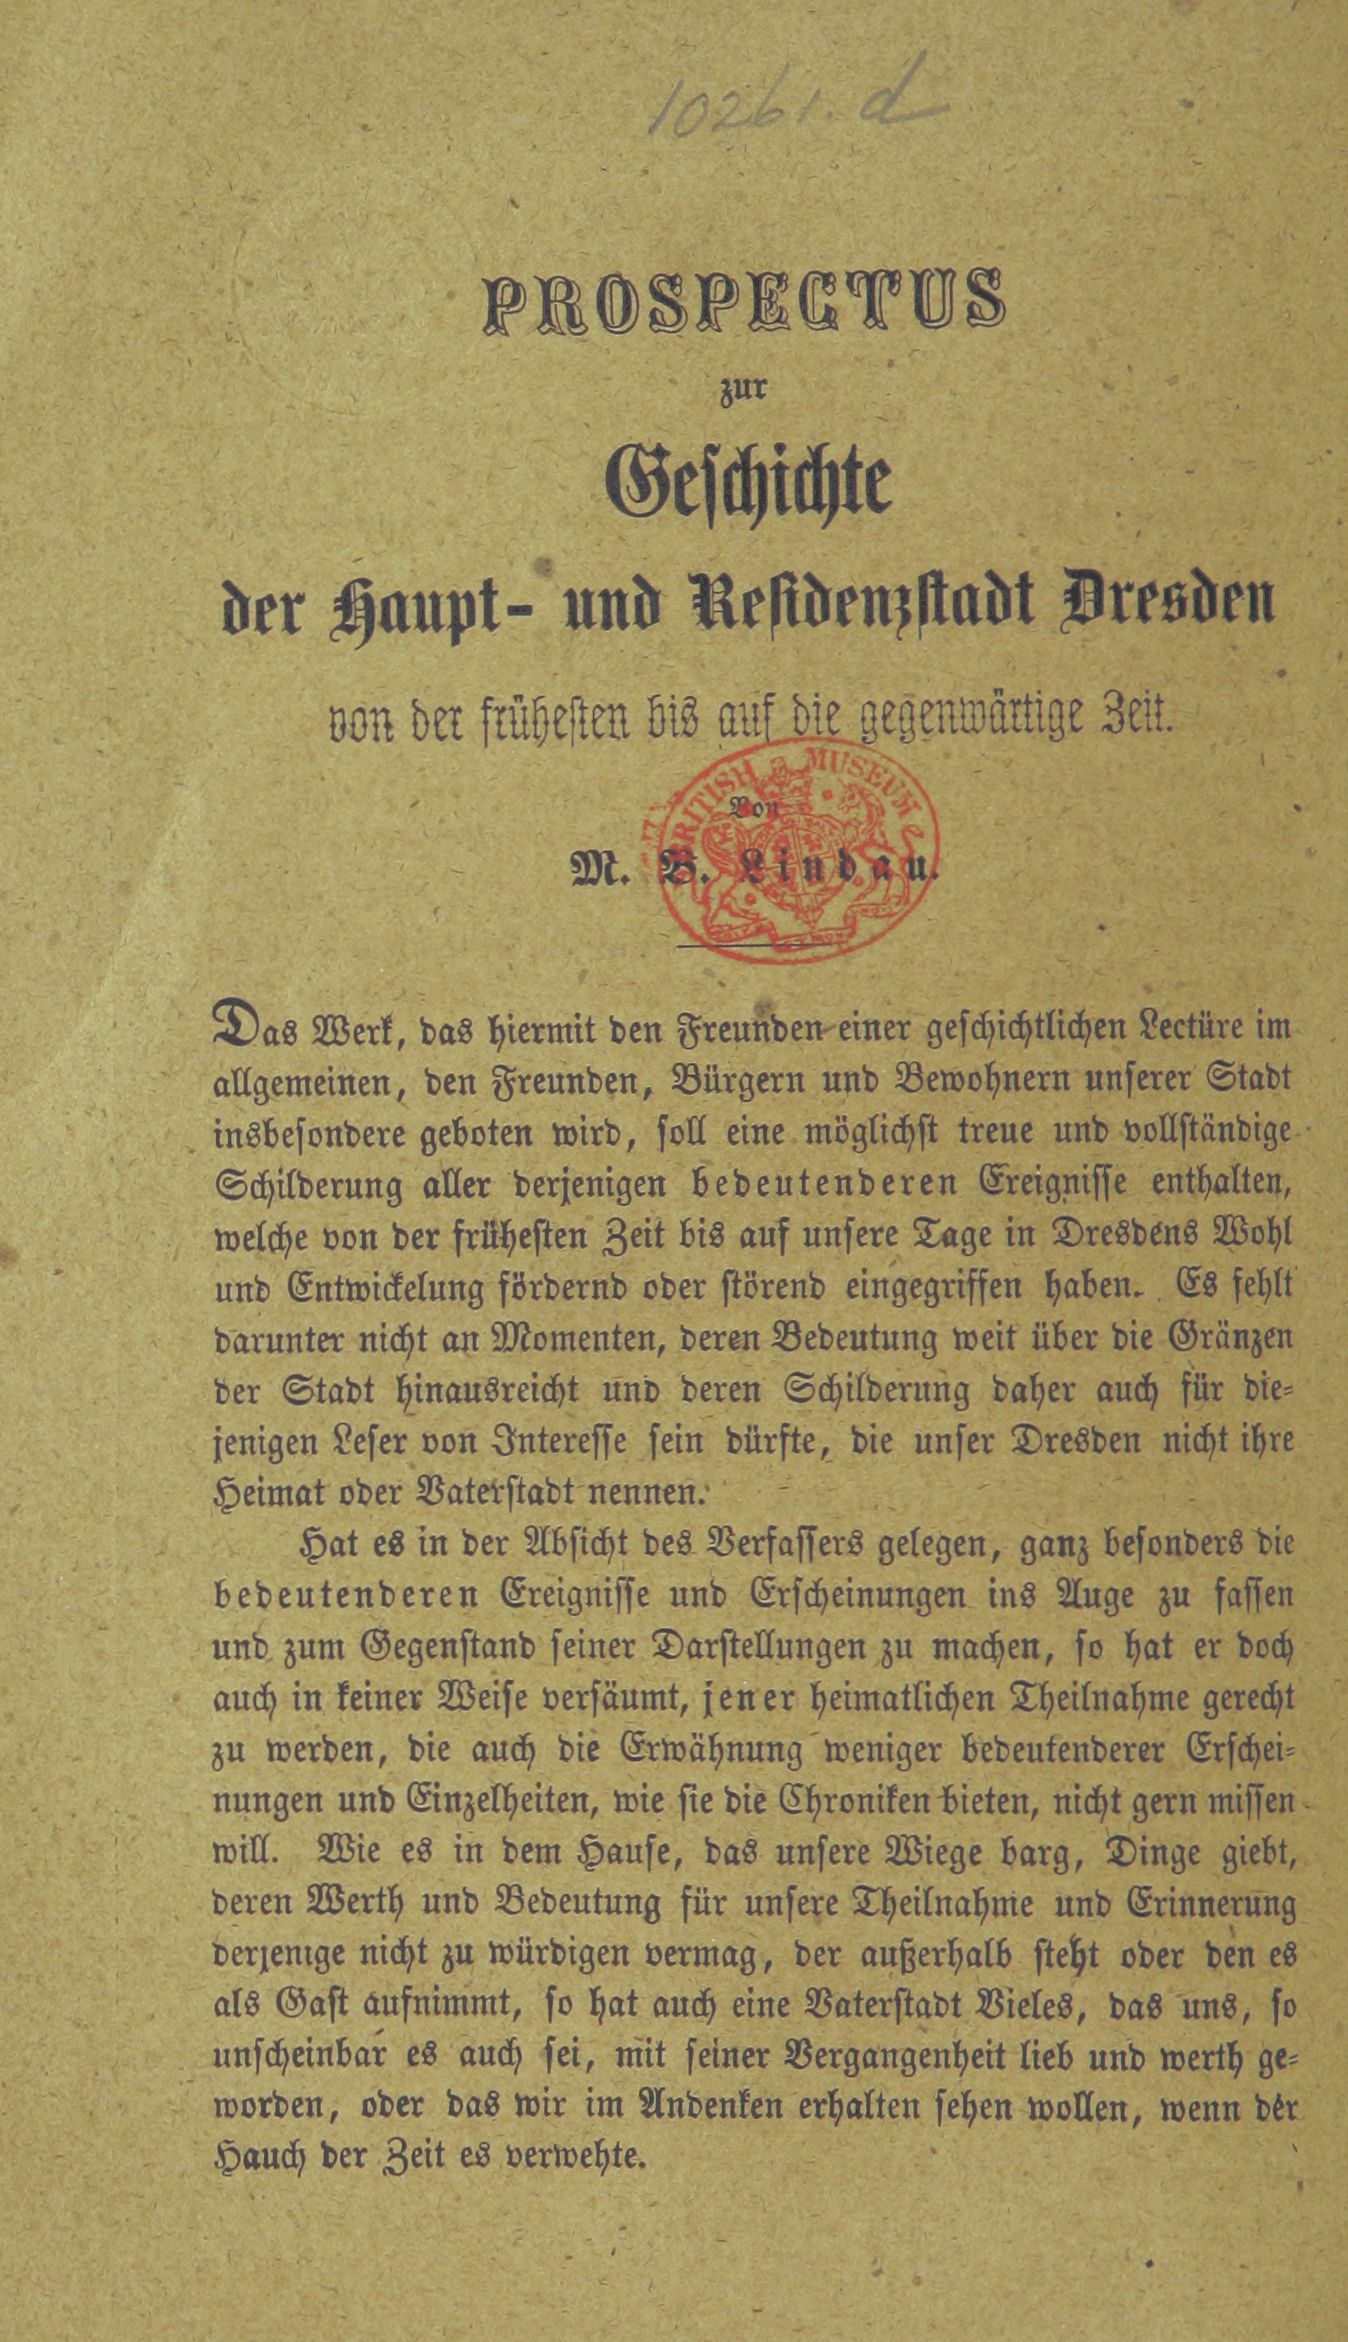 10261. d
PROSPECTUS
zur
Geschichte
der Haupt- und Residenzstadt Dresden
von der frühesten bis auf die gegenwärtige Zeit.
BRITISH MUSEUM
Von
M. B. Lindau.
Das Werk, das hiermit den Freunden einer geschichtlichen Lectüre im
allgemeinen, den Freunden, Bürgern und Bewohnern unserer Stadt
insbesondere geboten wird, soll eine möglichst treue und vollständige
Schilderung aller derjenigen bedeutenderen Ereignisse enthalten,
welche von der frühesten Zeit bis auf unsere Tage in Dresdens Wohl
und Entwickelung fördernd oder störend eingegriffen haben. Es fehlt
darunter nicht an Momenten, deren Bedeutung weit über die Gränzen
der Stadt hinausreicht und deren Schilderung daher auch für die-
jenigen Leser von Interesse sein dürfte, die unser Dresden nicht ihre
Heimat oder Vaterstadt nennen.
Hat es in der Absicht des Verfassers gelegen, ganz besonders die
bedeutenderen Ereignisse und Erscheinungen ins Auge zu fassen
und zum Gegenstand seiner Darstellungen zu machen, so hat er doch
auch in keiner Weise versäumt, jener heimatlichen Theilnahme gerecht
zu werden, die auch die Erwähnung weniger bedeutenderer Erschei-
nungen und Einzelheiten, wie sie die Chroniken bieten, nicht gern missen
will. Wie es in dem Hause, das unsere Wiege barg, Dinge giebt,
deren Werth und Bedeutung für unsere Theilnahme und Erinnerung
derjenige nicht zu würdigen vermag, der außerhalb steht oder den es
als Gast aufnimmt, so hat auch eine Vaterstadt Vieles, das uns, so
unscheinbar es auch sei, mit seiner Vergangenheit lieb und werth ge-
worden, oder das wir im Andenken erhalten sehen wollen, wenn der
Hauch der Zeit es verwehte.